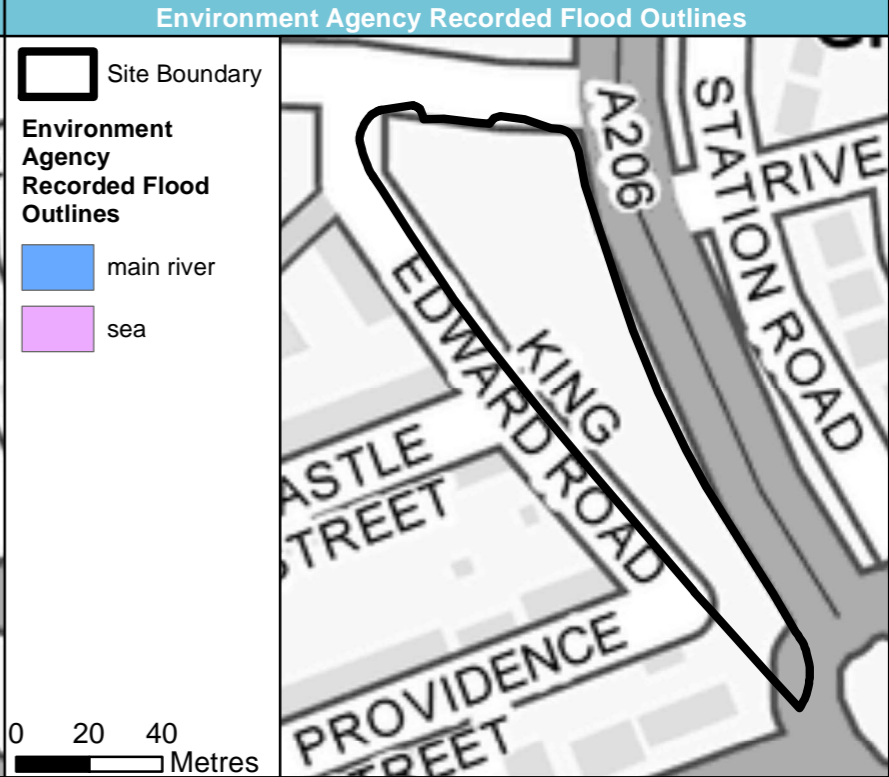 Environment Agency Recorded Flood Outlines
Site Boundary
Environment
Agency
Recorded Flood
Outlines
main river
sea
0 20 40
Metres
A206
STATION ROAD
RIVE
KING
EDWARD ROAD
ASTLE
STREET
PROVIDENCE
TREET